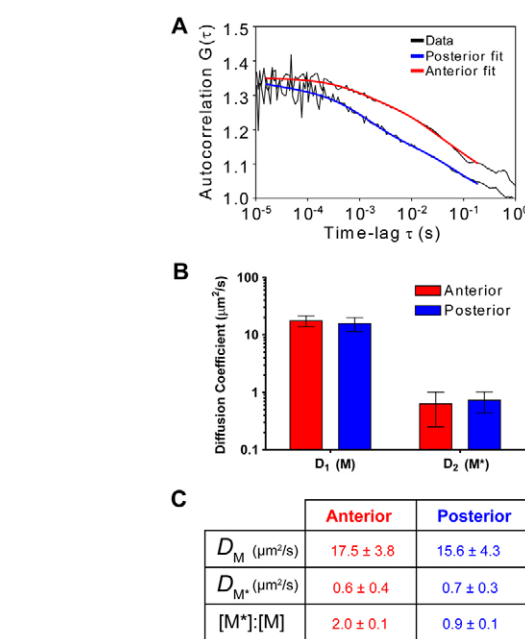 A
Autocorrelation G(τ)
1.5
1.4
1.3
1.2
1.1
1.0
Data
Posterior fit
Anterior fit
10-5 10-4 10-3 10-2 10-1 100
Time-lag τ (s)
B
Diffusion Coefficient (μm2/s)
100
10
1
0.1
Anterior
Posterior
D1 (M) D2 (M*)
C
Anterior Posterior
DM (μm2/s) 17.5 ± 3.8 15.6 ± 4.3
DM* (μm2/s) 0.6 ± 0.4 0.7 ± 0.3
[M*]:[M] 2.0 ± 0.1 0.9 ± 0.1